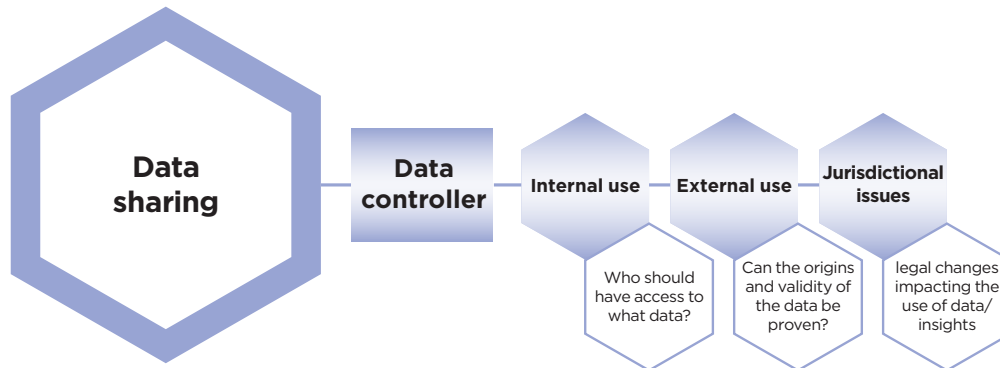 Data
sharing
Data
controller
Internal use
External use
Jurisdictional
issues
Who should
have access to
what data?
Can the origins
and validity of
the data be
proven?
legal changes
impacting the
use of data/
insights